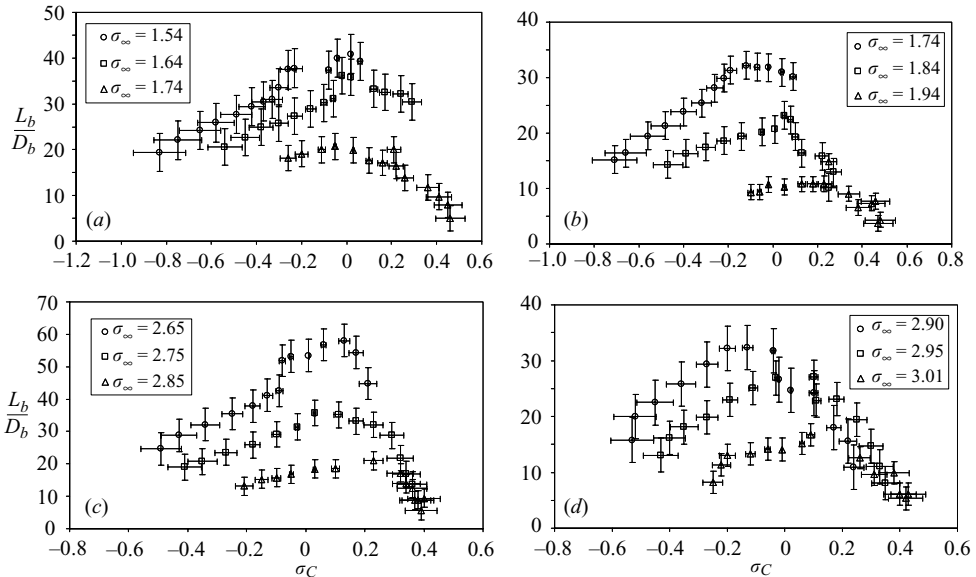 50
40
30
20
10
0
L_b
D_b
σ∞ = 1.54
σ∞ = 1.64
σ∞ = 1.74
(a)
–1.2 –1.0 –0.8 –0.6 –0.4 –0.2 0 0.2 0.4 0.6
40
30
20
10
0
σ∞ = 1.74
σ∞ = 1.84
σ∞ = 1.94
(b)
–1.0 –0.8 –0.6 –0.4 –0.2 0 0.2 0.4 0.6 0.8
70
60
50
40
30
20
10
0
L_b
D_b
σ∞ = 2.65
σ∞ = 2.75
σ∞ = 2.85
(c)
–0.8 –0.6 –0.4 –0.2 0 0.2 0.4 0.6
σ_C
40
30
20
10
0
σ∞ = 2.90
σ∞ = 2.95
σ∞ = 3.01
(d)
–0.8 –0.6 –0.4 –0.2 0 0.2 0.4 0.6
σ_C